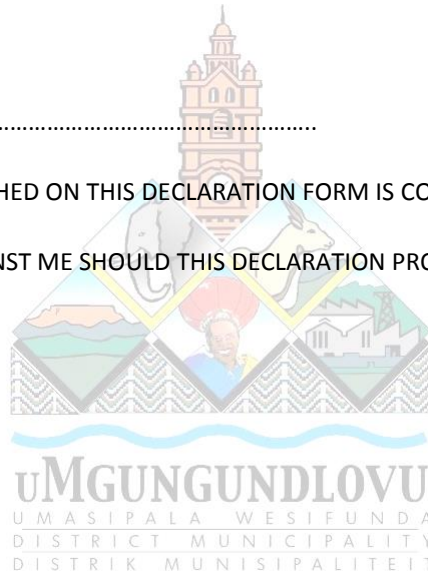 ……………………………………………..
HED ON THIS DECLARATION FORM IS CO
NST ME SHOULD THIS DECLARATION PRO
uMGUNGUNDLOVU
UMASIPALA WESIFUNDA
DISTRICT MUNICIPALITY
DISTRIK MUNISIPALITEIT